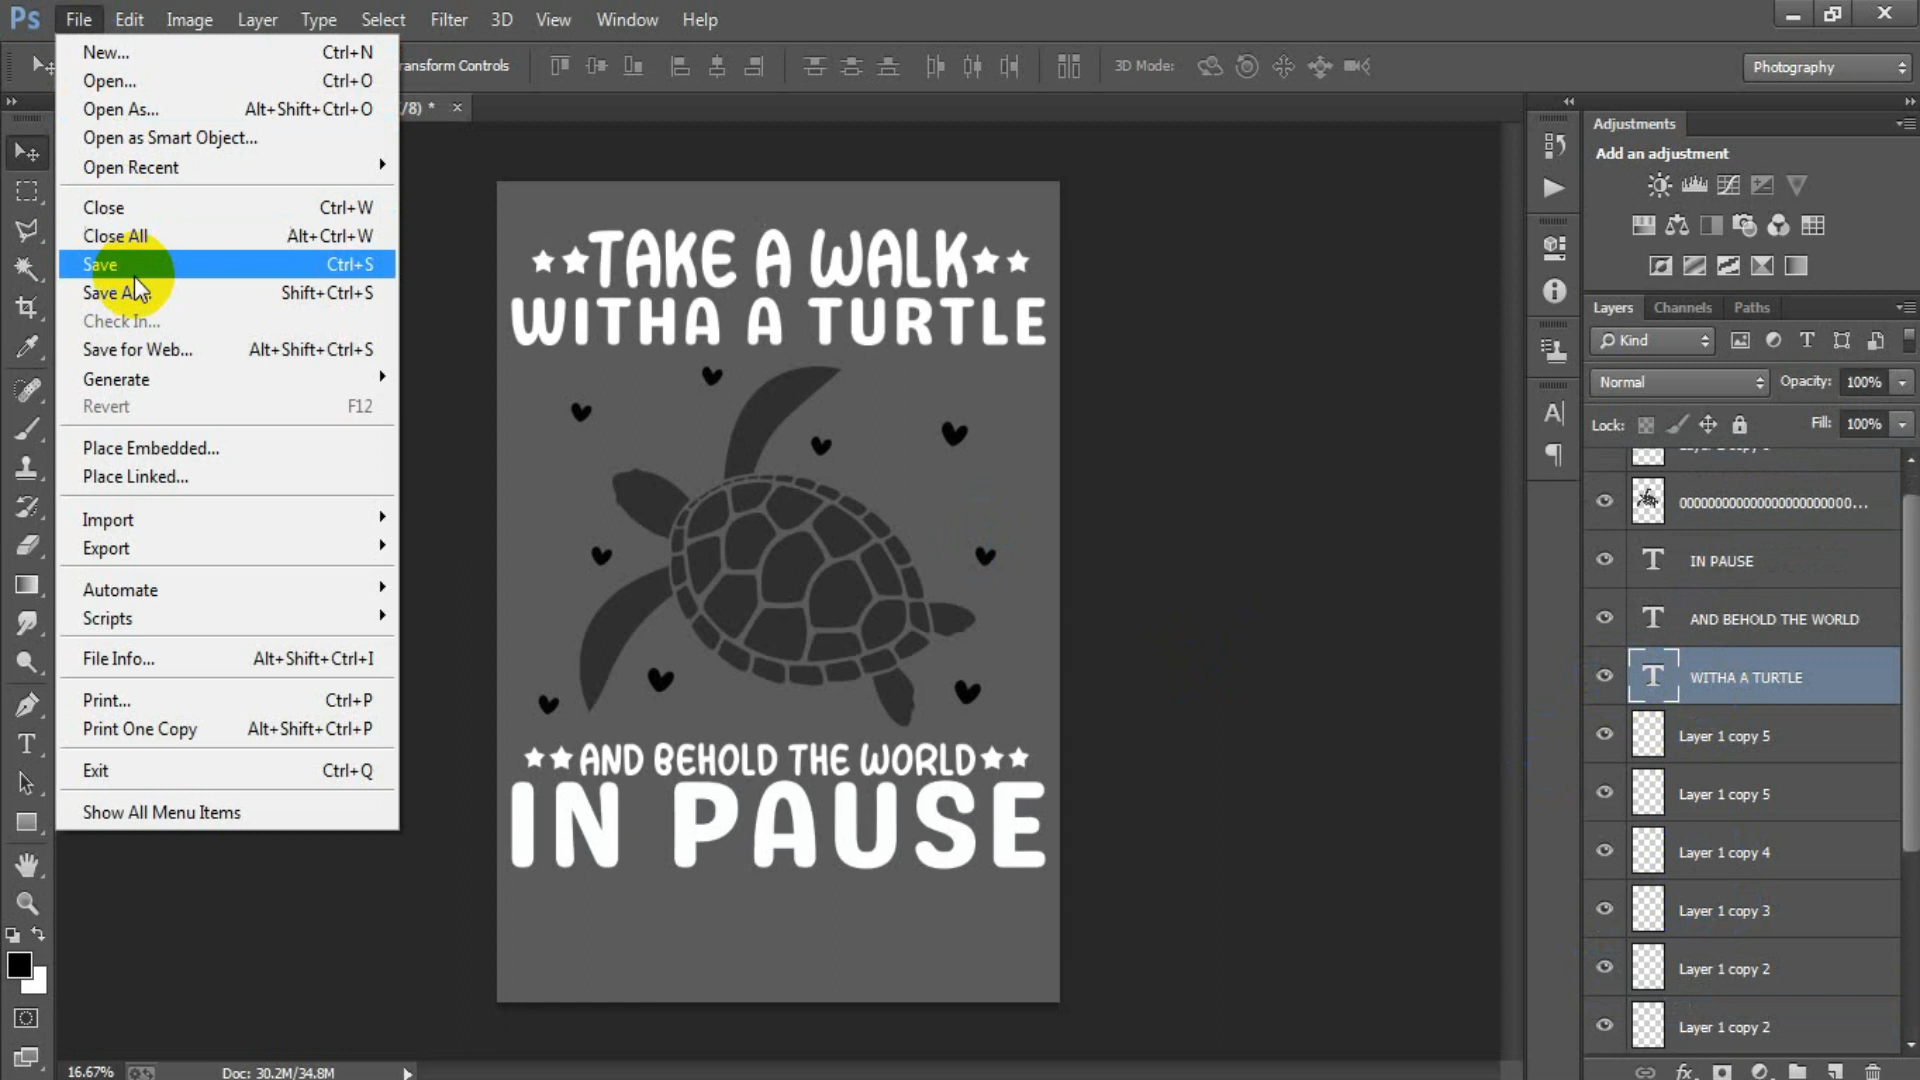 Ps File Edit Image Layer Type Select Filter 3D View Window Help
ransform Controls 3D Mode: Photography
/8) * ×
New... Ctrl+N
Open... Ctrl+O
Open As... Alt+Shift+Ctrl+O
Open as Smart Object...
Open Recent
Close Ctrl+W
Close All Alt+Ctrl+W
Save Ctrl+S
Save As... Shift+Ctrl+S
Check In...
Save for Web... Alt+Shift+Ctrl+S
Generate
Revert F12
Place Embedded...
Place Linked...
Import
Export
Automate
Scripts
File Info... Alt+Shift+Ctrl+I
Print... Ctrl+P
Print One Copy Alt+Shift+Ctrl+P
Exit Ctrl+Q
Show All Menu Items
TAKE A WALK
WITHA A TURTLE
AND BEHOLD THE WORLD
IN PAUSE
Adjustments
Add an adjustment
Layers Channels Paths
Kind
Normal Opacity: 100%
Lock: Fill: 100%
IN PAUSE
AND BEHOLD THE WORLD
WITHA A TURTLE
Layer 1 copy 5
Layer 1 copy 5
Layer 1 copy 4
Layer 1 copy 3
Layer 1 copy 2
Layer 1 copy 2
16.67% Doc: 30.2M/34.8M